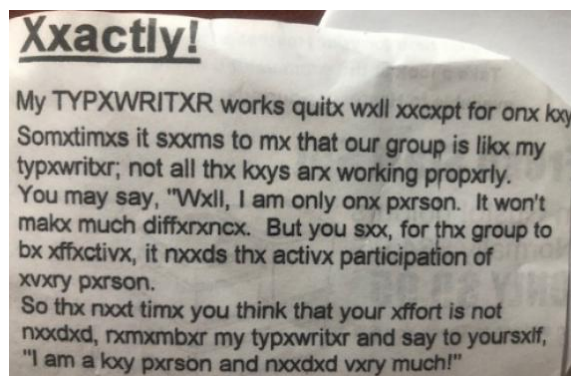 Xxactly!
My TYPXWRITXR works quitx wxll xxcxpt for onx kxy
Somxtimxs it sxxms to mx that our group is likx my
typxwritxr; not all thx kxys arx working propxrly.
You may say, "Wxll, I am only onx pxrson. It won't
makx much diffxrxncx. But you sxx, for thx group to
bx xffxctivx, it nxxds thx activx participation of
xvxry pxrson.
So thx nxxt timx you think that your xffort is not
nxxdxd, rxmxmbxr my typxwritxr and say to yoursxlf,
"I am a kxy pxrson and nxxdxd vxry much!"